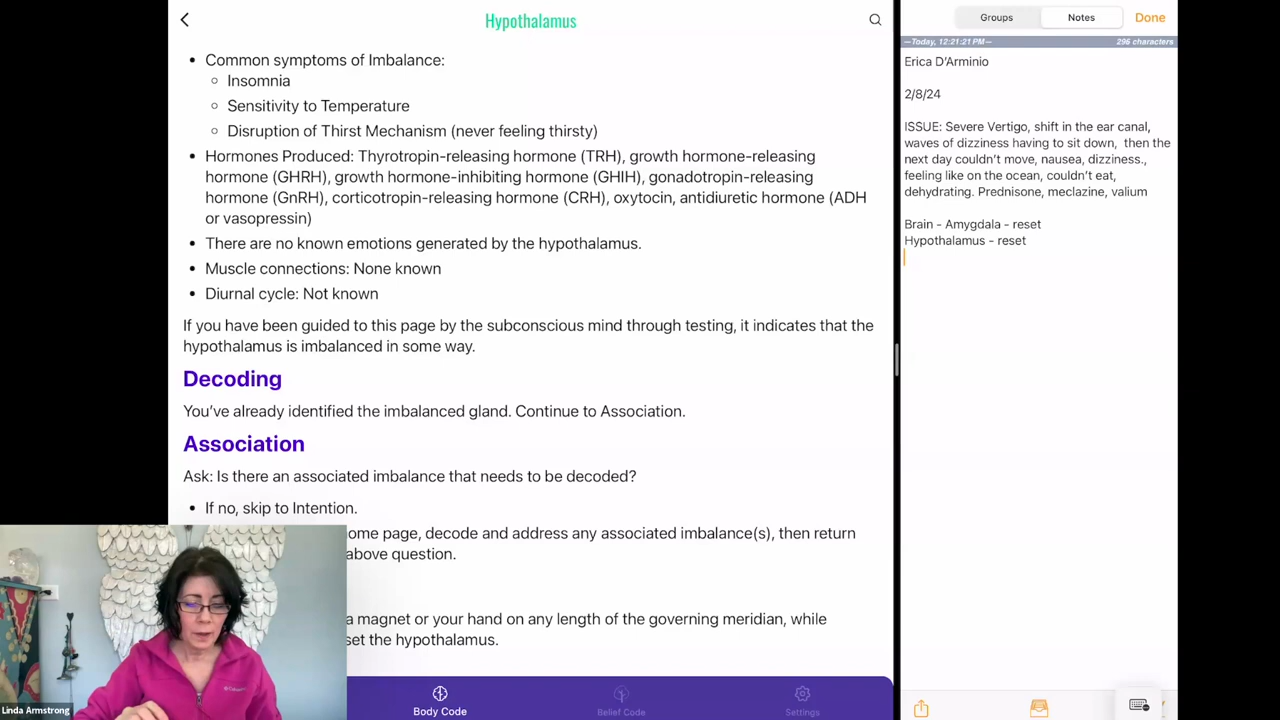 Hypothalamus
• Common symptoms of Imbalance:
◦ Insomnia
◦ Sensitivity to Temperature
◦ Disruption of Thirst Mechanism (never feeling thirsty)
• Hormones Produced: Thyrotropin-releasing hormone (TRH), growth hormone-releasing
hormone (GHRH), growth hormone-inhibiting hormone (GHIH), gonadotropin-releasing
hormone (GnRH), corticotropin-releasing hormone (CRH), oxytocin, antidiuretic hormone (ADH
or vasopressin)
• There are no known emotions generated by the hypothalamus.
• Muscle connections: None known
• Diurnal cycle: Not known
If you have been guided to this page by the subconscious mind through testing, it indicates that the
hypothalamus is imbalanced in some way.
Decoding
You've already identified the imbalanced gland. Continue to Association.
Association
Ask: Is there an associated imbalance that needs to be decoded?
• If no, skip to Intention.
ome page, decode and address any associated imbalance(s), then return
above question.
a magnet or your hand on any length of the governing meridian, while
set the hypothalamus.
Body Code
Relief Code
Settings
Linda Armstrong
Groups
Notes
Done
—Today, 12:21:21 PM—
296 characters
Erica D'Arminio
2/8/24
ISSUE: Severe Vertigo, shift in the ear canal,
waves of dizziness having to sit down, then the
next day couldn't move, nausea, dizziness.,
feeling like on the ocean, couldn't eat,
dehydrating. Prednisone, meclazine, valium
Brain - Amygdala - reset
Hypothalamus - reset